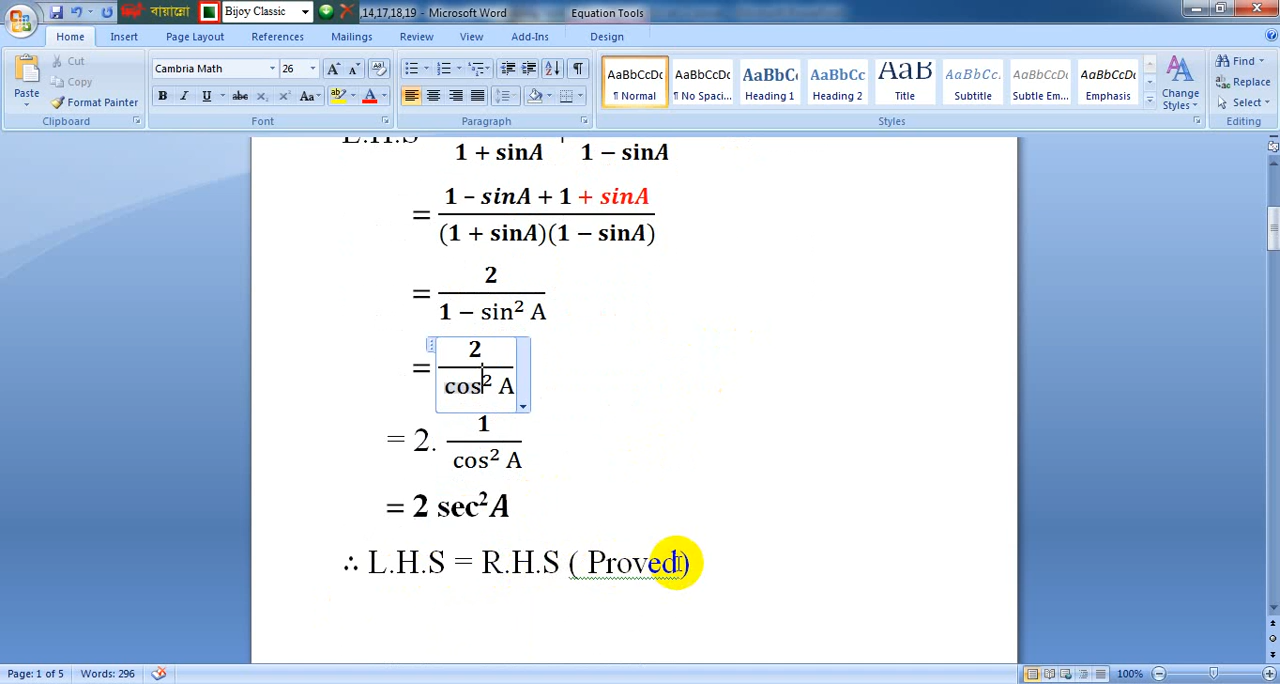 বায়ান্নো Bijoy Classic ,14,17,18,19 - Microsoft Word Equation Tools
Home Insert Page Layout References Mailings Review View Add-Ins Design
Paste Cut Copy Format Painter
Cambria Math 26
AaBbCcDc AaBbCcDc AaBbCc AaBbCc AaB AaBbCc. AaBbCcDc AaBbCcDc
Normal No Spaci... Heading 1 Heading 2 Title Subtitle Subtle Em... Emphasis
Change Styles
Find Replace Select
Clipboard Font Paragraph Styles Editing
L.H.S
1 + sinA + 1 − sinA
1 – sinA + 1 + sinA
=
(1 + sinA)(1 − sinA)
2
=
1 − sin² A
2
=
cos² A
1
= 2.
cos² A
= 2 sec²A
∴ L.H.S = R.H.S ( Proved)
Page: 1 of 5 Words: 296 100%